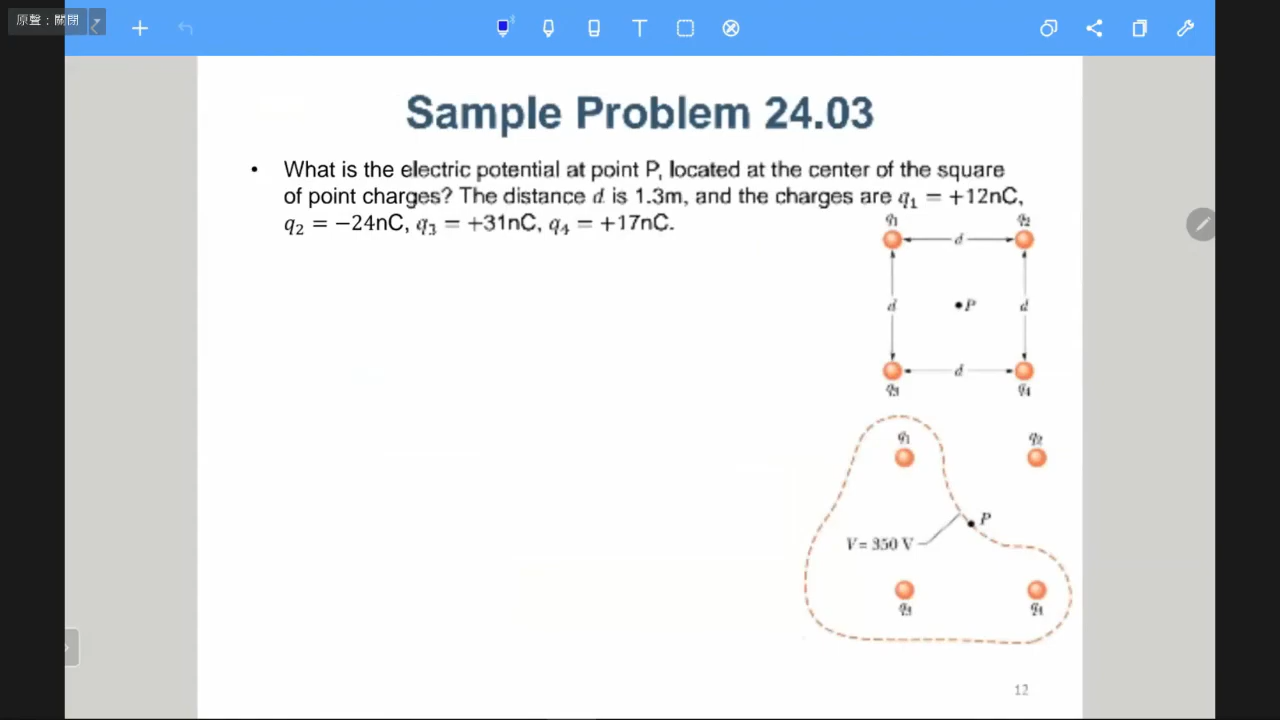 原聲：關閉
Sample Problem 24.03
• What is the electric potential at point P, located at the center of the square
of point charges? The distance d is 1.3m, and the charges are q₁ = +12nC,
q₂ = −24nC, q₃ = +31nC, q₄ = +17nC.
q₁ q₂
d
d P d
d
q₃ q₄
q₁ q₂
P
V = 350 V
q₃ q₄
12